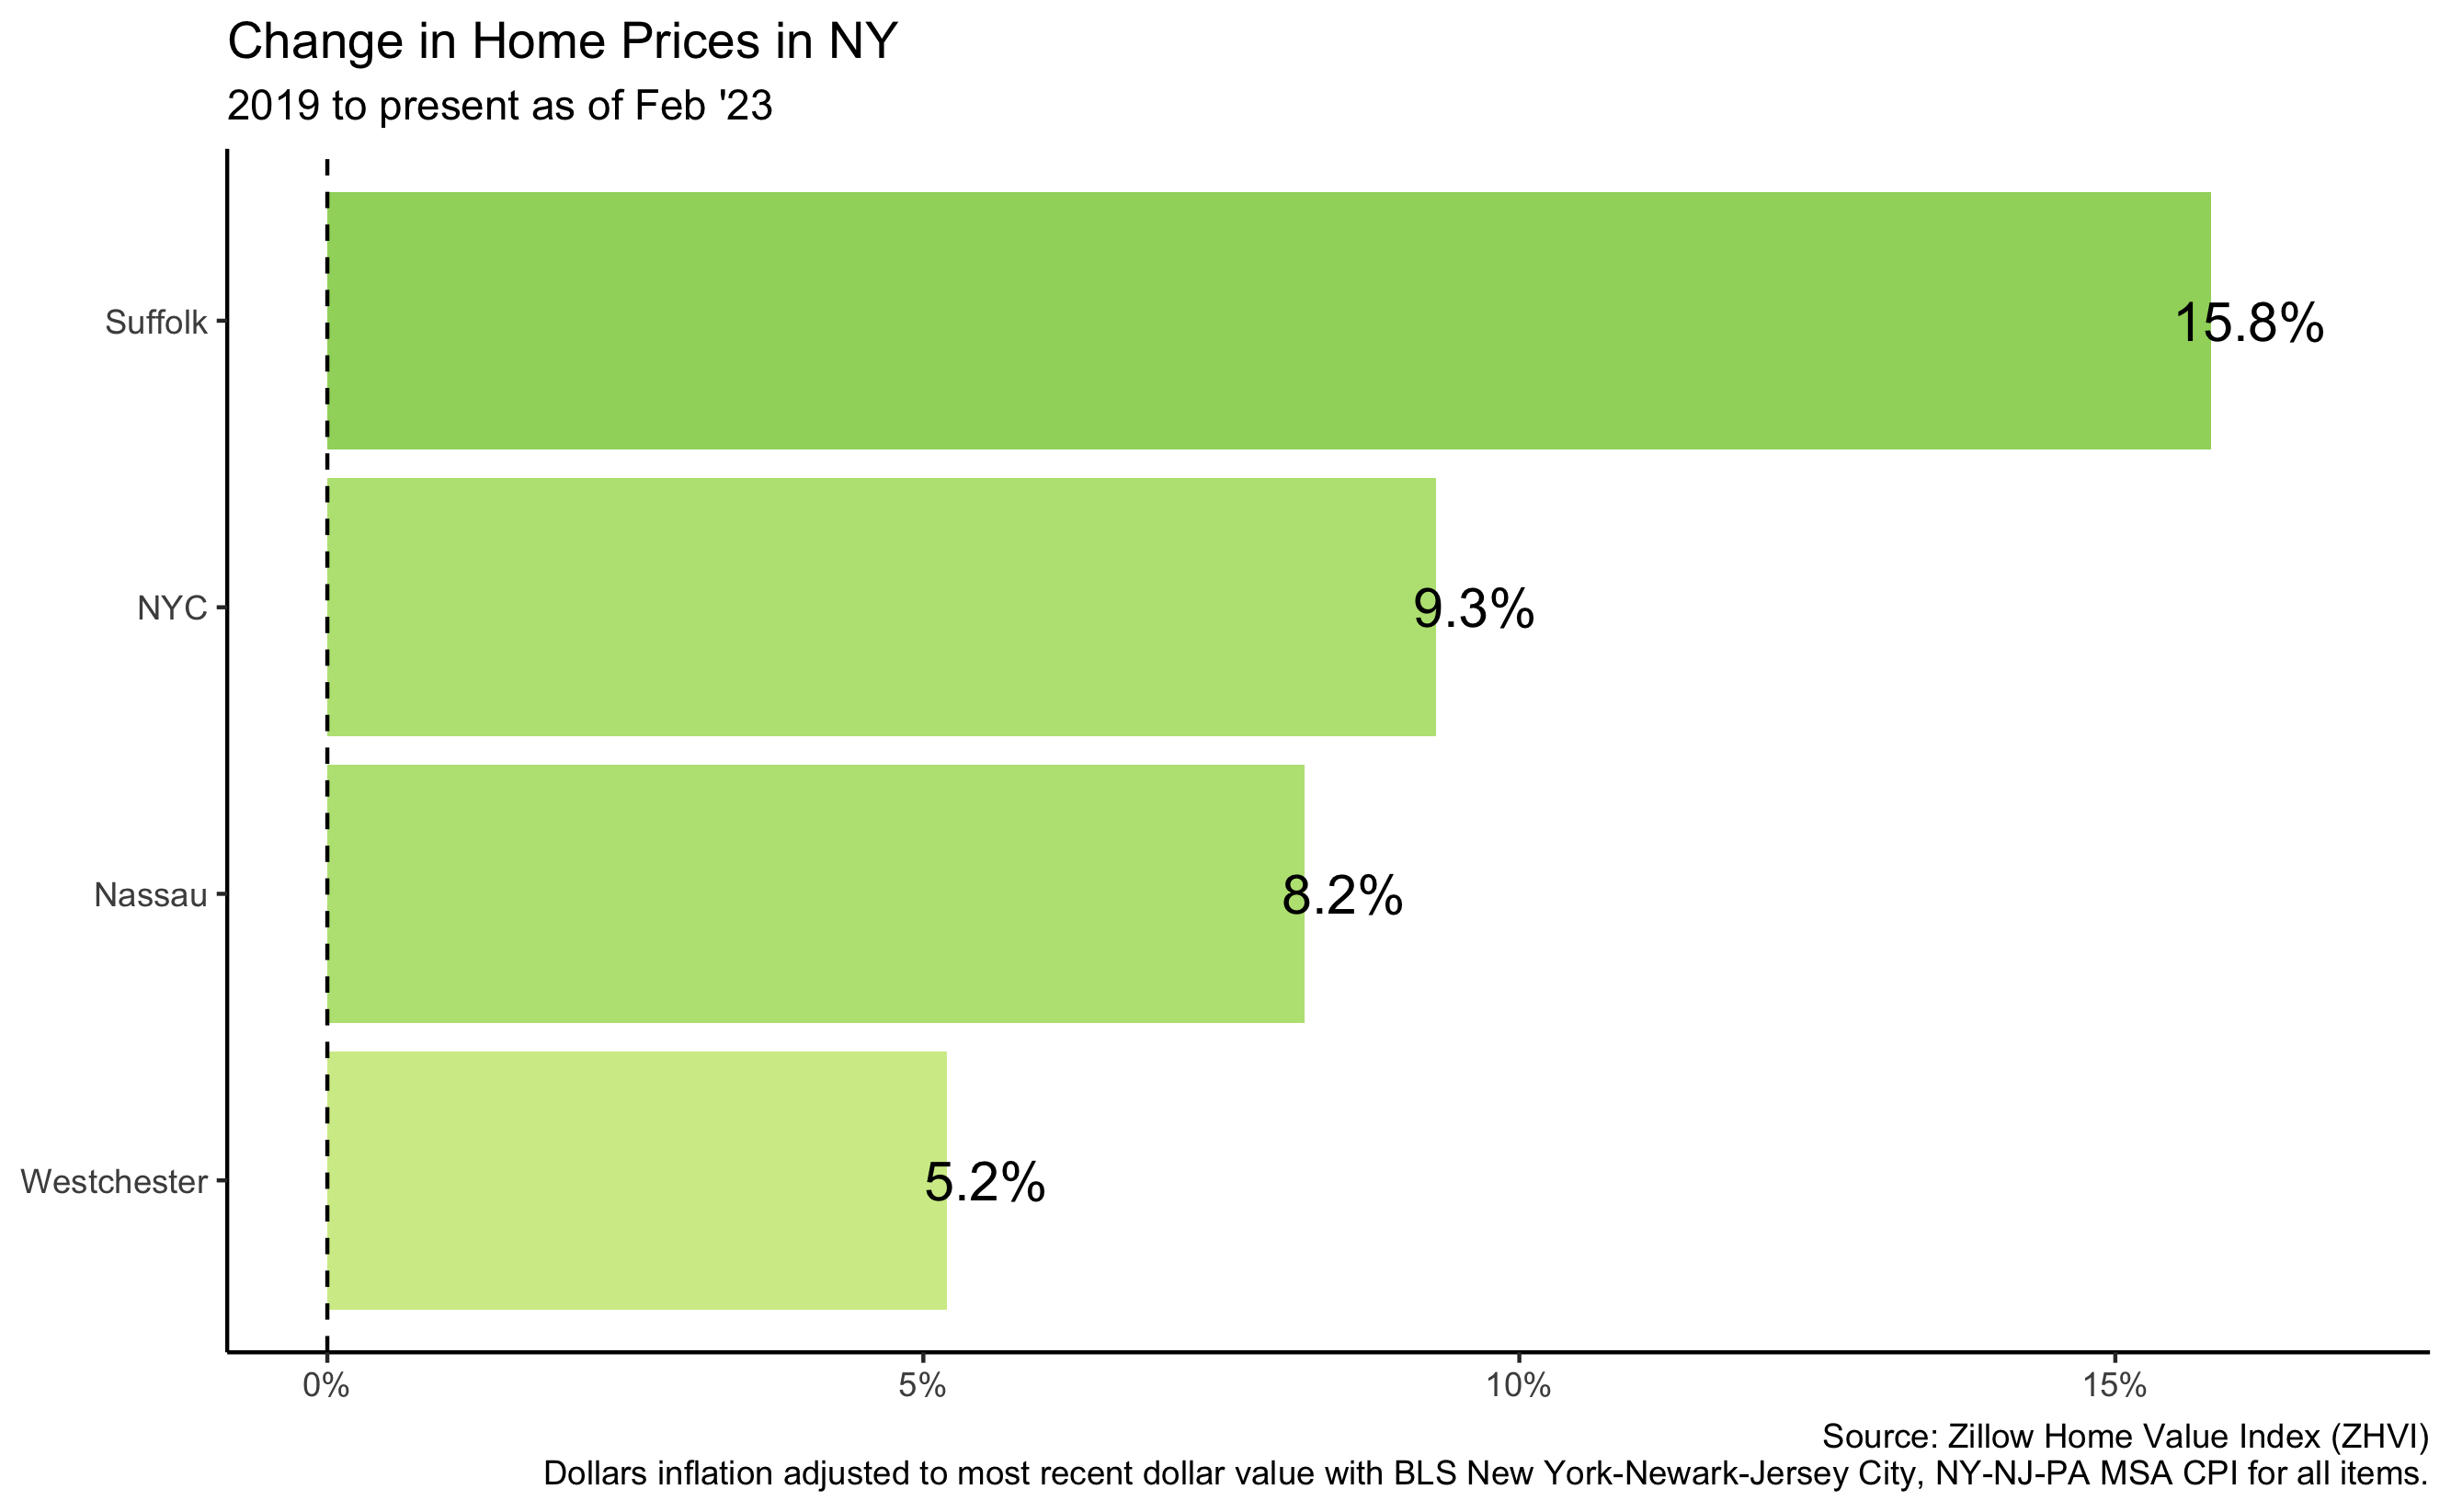 Change in Home Prices in NY
2019 to present as of Feb '23
Suffolk
15.8%
NYC
9.3%
Nassau
8.2%
Westchester
5.2%
0%
5%
10%
15%
Source: Zillow Home Value Index (ZHVI)
Dollars inflation adjusted to most recent dollar value with BLS New York-Newark-Jersey City, NY-NJ-PA MSA CPI for all items.